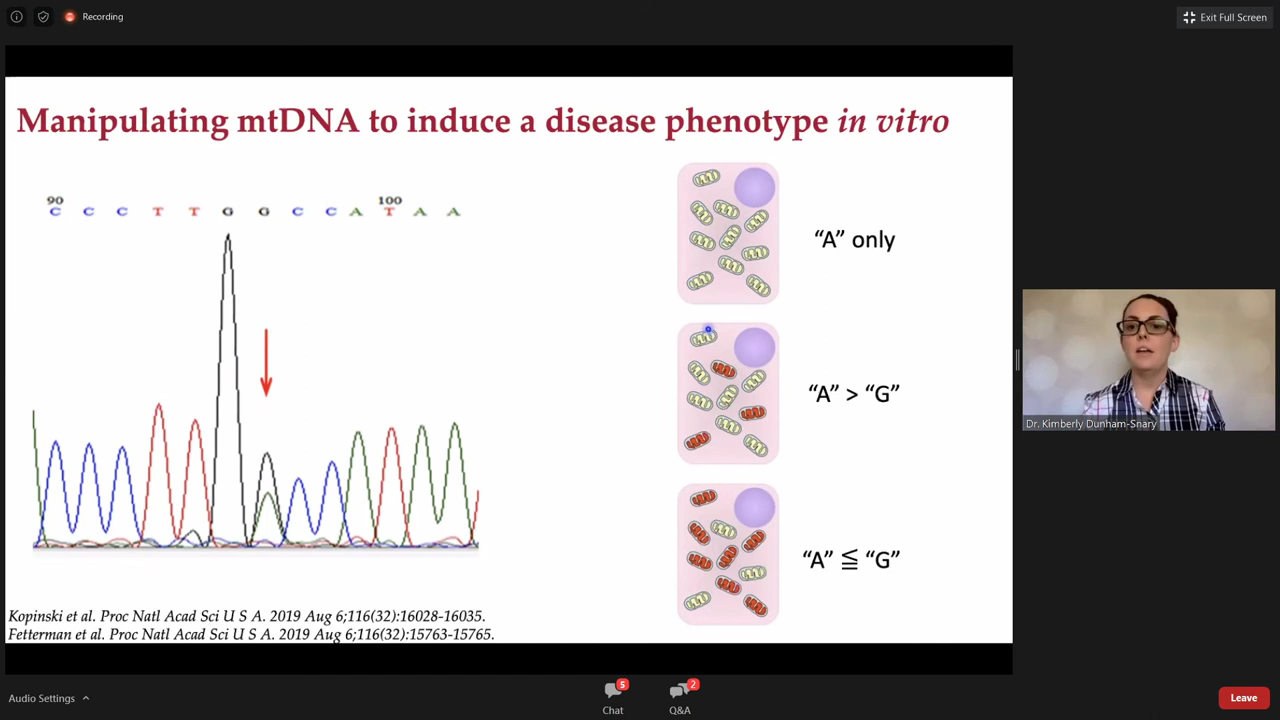 Recording
Exit Full Screen
Manipulating mtDNA to induce a disease phenotype in vitro
90 100
C C C T T G G C C A T A A
“A” only
“A” > “G”
“A” ≦ “G”
Kopinski et al. Proc Natl Acad Sci U S A. 2019 Aug 6;116(32):16028-16035.
Fetterman et al. Proc Natl Acad Sci U S A. 2019 Aug 6;116(32):15763-15765.
Dr. Kimberly Dunham-Snary
Audio Settings
5
Chat
2
Q&A
Leave